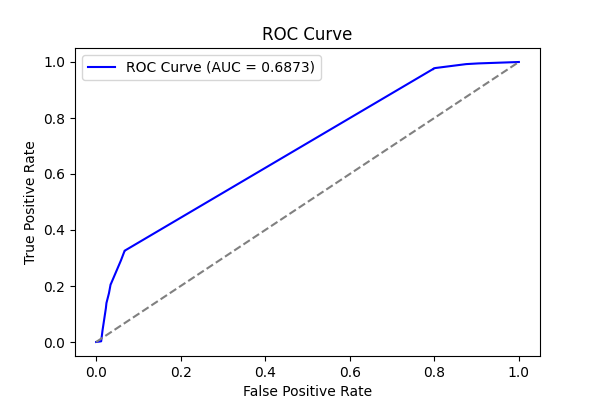 ROC Curve
ROC Curve (AUC = 0.6873)
True Positive Rate
1.0
0.8
0.6
0.4
0.2
0.0
0.0 0.2 0.4 0.6 0.8 1.0
False Positive Rate